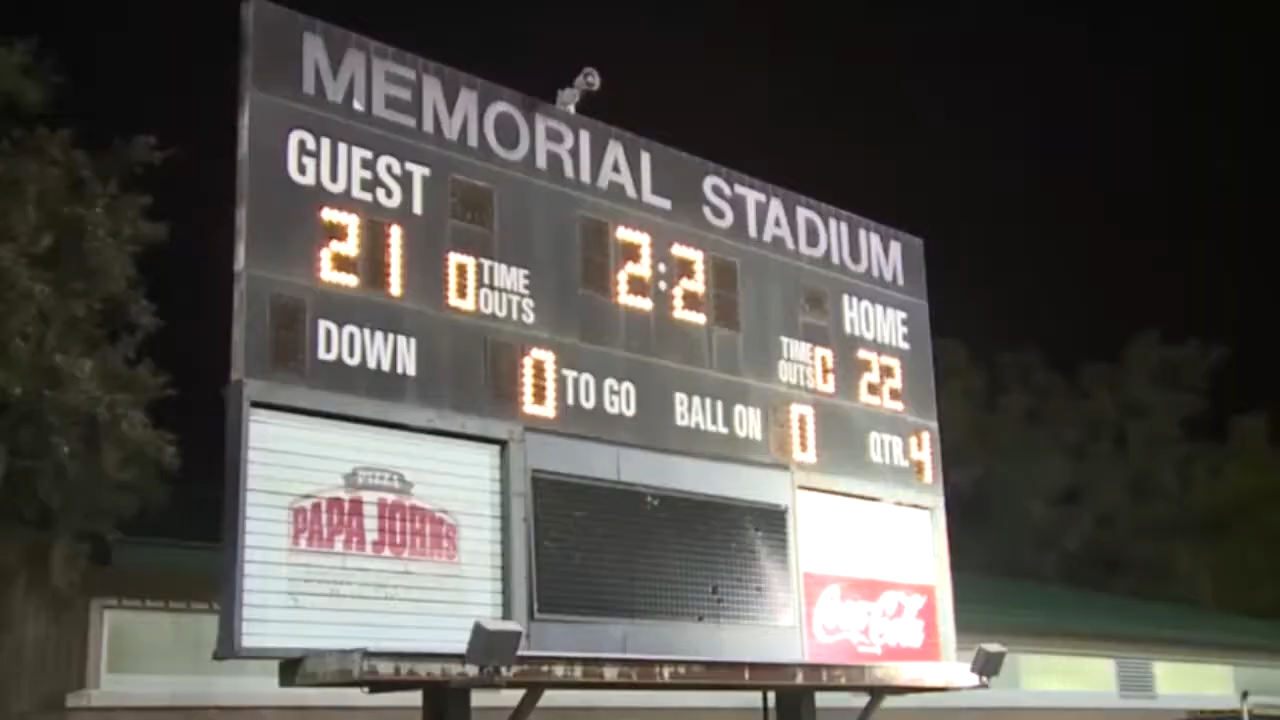 MEMORIAL STADIUM
GUEST
21
0 TIME OUTS
2:2
HOME
TIME OUTS
22
DOWN
0 TO GO
BALL ON 0
QTR. 4
PIZZA
PAPA JOHNS
Coca-Cola